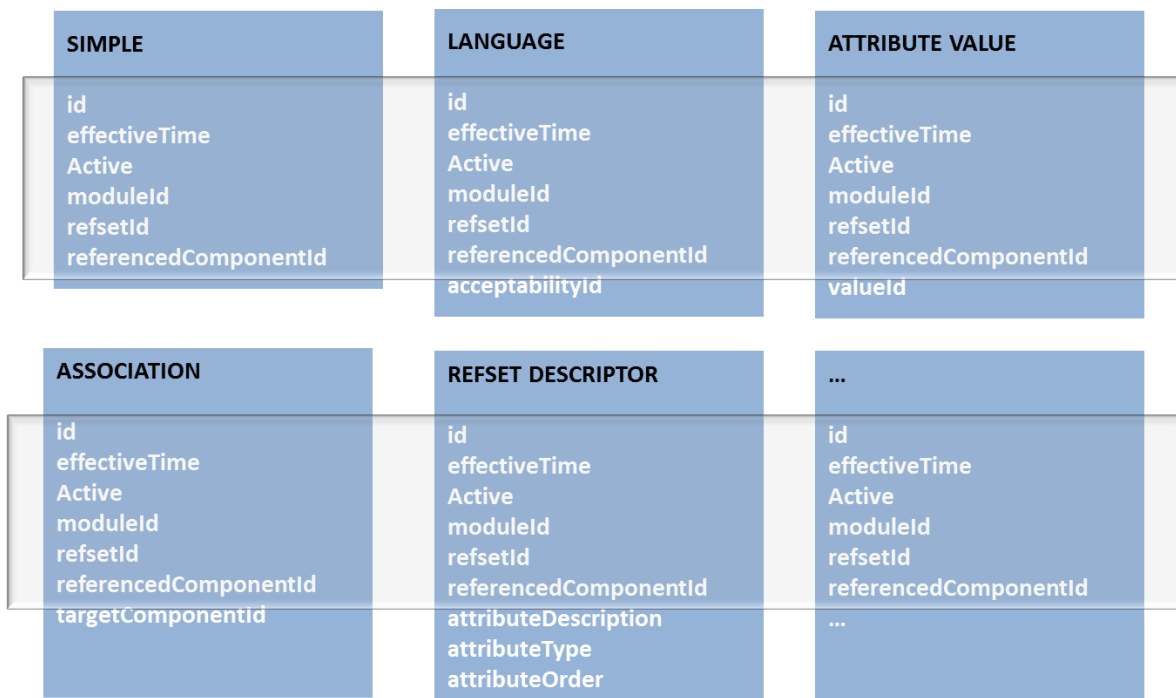 SIMPLE
id
effectiveTime
Active
moduleId
refsetId
referencedComponentId
LANGUAGE
id
effectiveTime
Active
moduleId
refsetId
referencedComponentId
acceptabilityId
ATTRIBUTE VALUE
id
effectiveTime
Active
moduleId
refsetId
referencedComponentId
valueId
ASSOCIATION
id
effectiveTime
Active
moduleId
refsetId
referencedComponentId
targetComponentId
REFSET DESCRIPTOR
id
effectiveTime
Active
moduleId
refsetId
referencedComponentId
attributeDescription
attributeType
attributeOrder
...
id
effectiveTime
Active
moduleId
refsetId
referencedComponentId
...